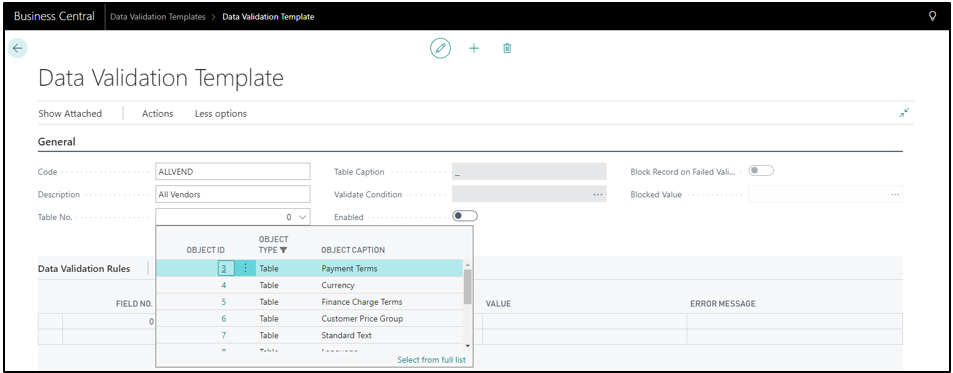 Business Central Data Validation Templates > Data Validation Template
Data Validation Template
Show Attached Actions Less options
General
Code ALLVEND Table Caption _ Block Record on Failed Vali...
Description All Vendors Validate Condition ... Blocked Value ...
Table No. 0 Enabled
OBJECT ID OBJECT TYPE OBJECT CAPTION
Data Validation Rules
3 Table Payment Terms
4 Table Currency
5 Table Finance Charge Terms
6 Table Customer Price Group
7 Table Standard Text
Select from full list
FIELD NO. VALUE ERROR MESSAGE
0